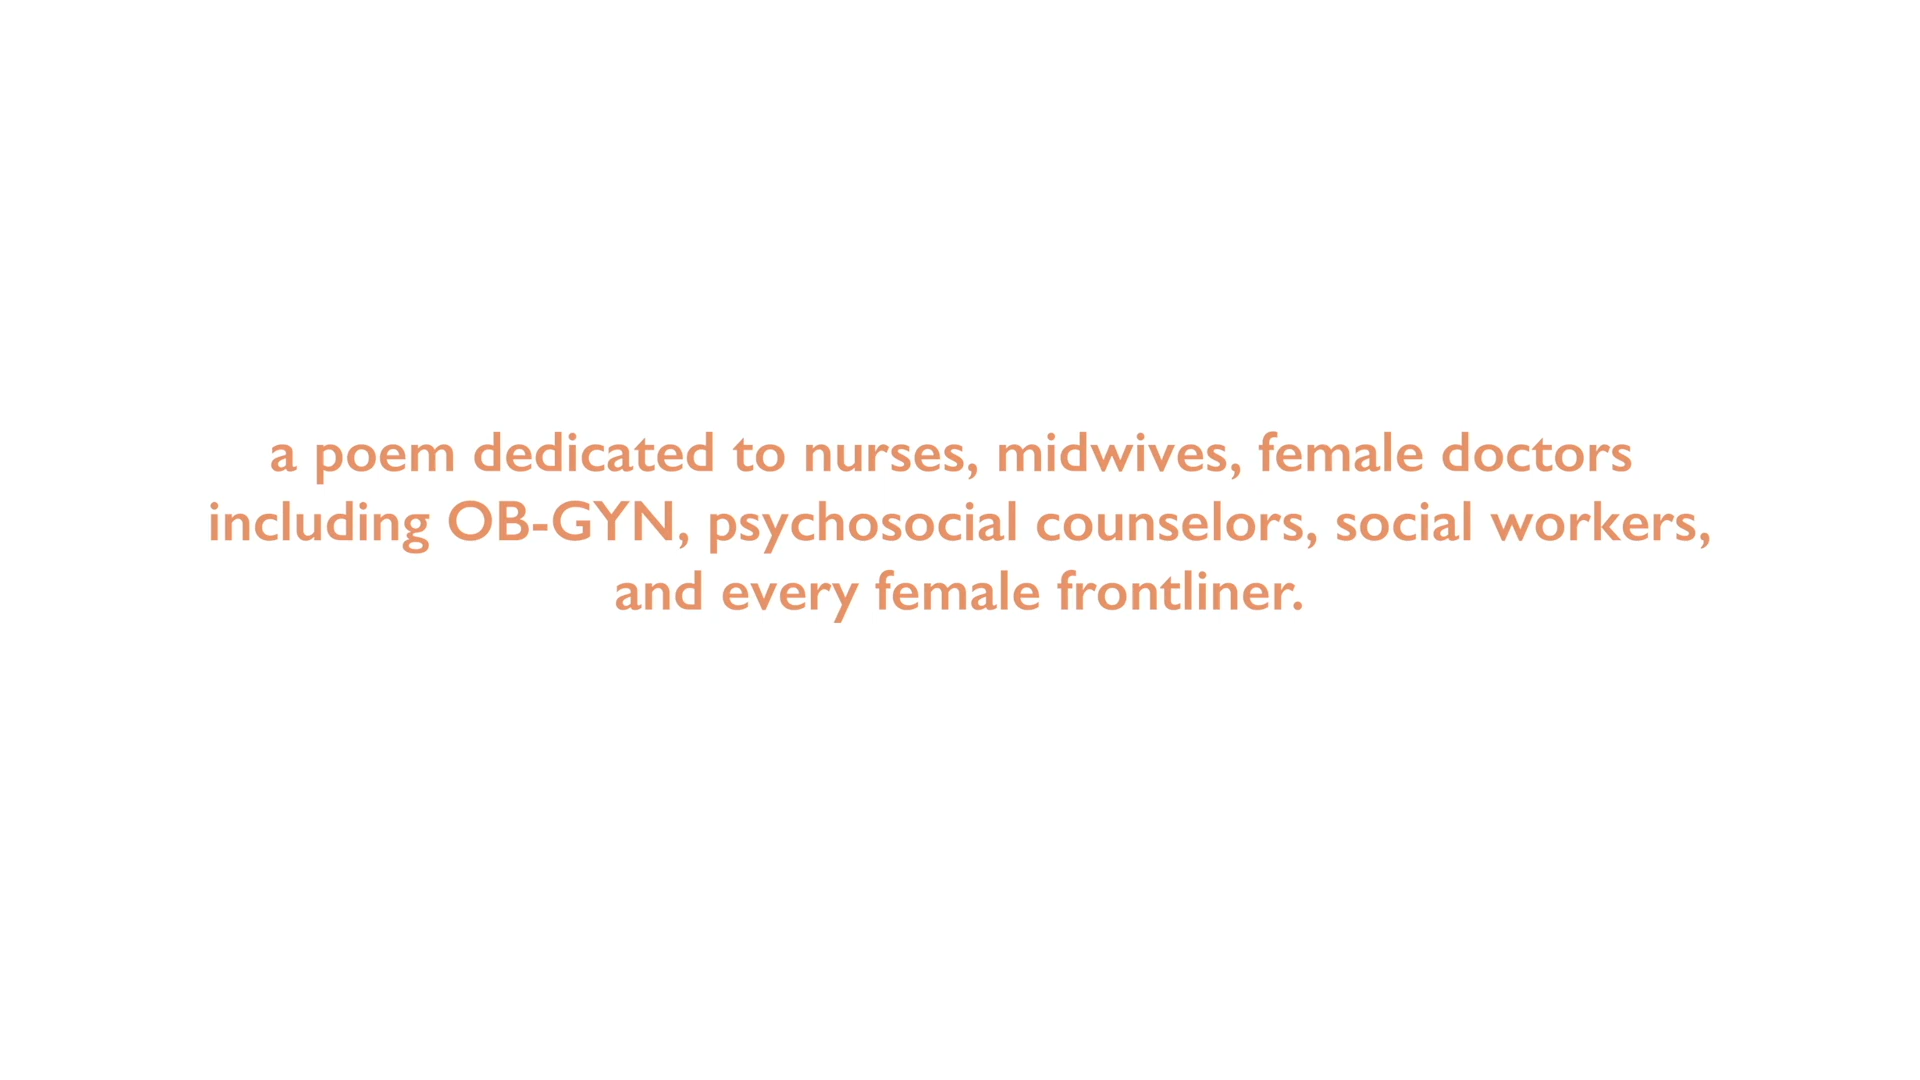 a poem dedicated to nurses, midwives, female doctors
including OB-GYN, psychosocial counselors, social workers,
and every female frontliner.